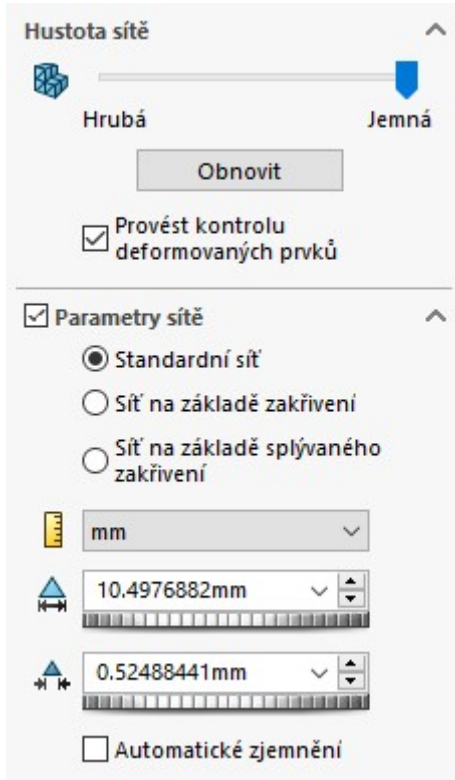 Hustota sítě
Hrubá Jemná
Obnovit
Provést kontrolu
deformovaných prvků
Parametry sítě
Standardní síť
Síť na základě zakřivení
Síť na základě splývaného
zakřivení
mm
10.4976882mm
0.52488441mm
Automatické zjemnění